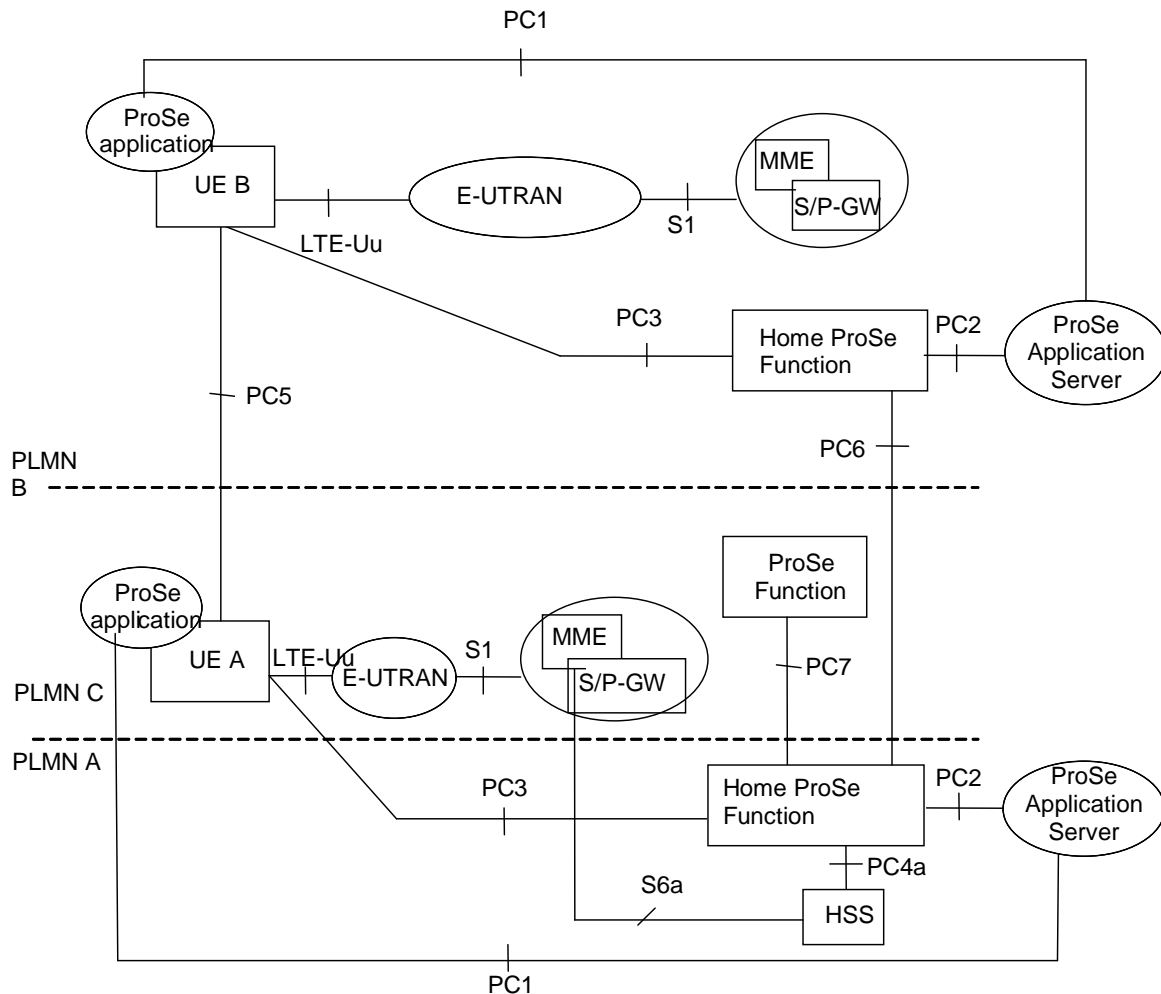 PC1
ProSe
application
UE B
E-UTRAN
MME
S/P-GW
S1
LTE-Uu
PC3
Home ProSe
Function
PC2
ProSe
Application
Server
PC5
PC6
PLMN
B
ProSe
Function
ProSe
application
UE A
LTE-Uu
E-UTRAN
S1
MME
S/P-GW
PC7
PLMN C
PLMN A
PC3
Home ProSe
Function
PC2
ProSe
Application
Server
PC4a
S6a
HSS
PC1